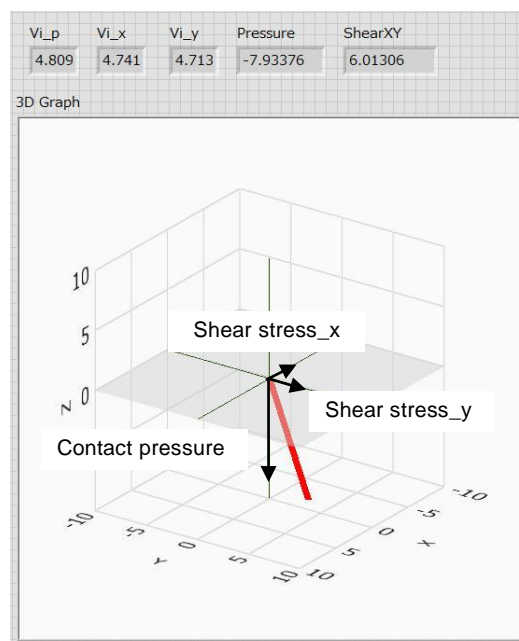 Vi_p Vi_x Vi_y Pressure ShearXY
4.809 4.741 4.713 -7.93376 6.01306
3D Graph
10
5
Z 0
Shear stress_x
Shear stress_y
Contact pressure
-10 -5 0 5 10
Y
10 5 0 -5 -10
X